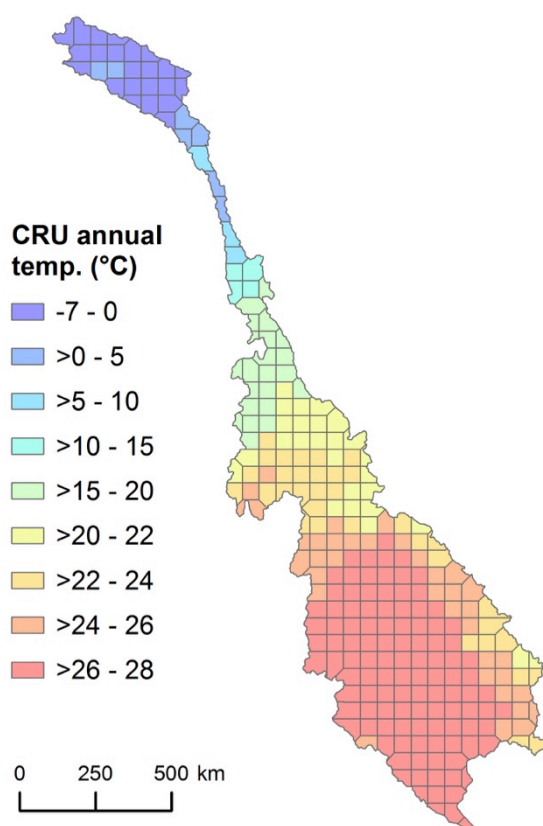 CRU annual
temp. (°C)
-7 - 0
>0 - 5
>5 - 10
>10 - 15
>15 - 20
>20 - 22
>22 - 24
>24 - 26
>26 - 28
0 250 500 km